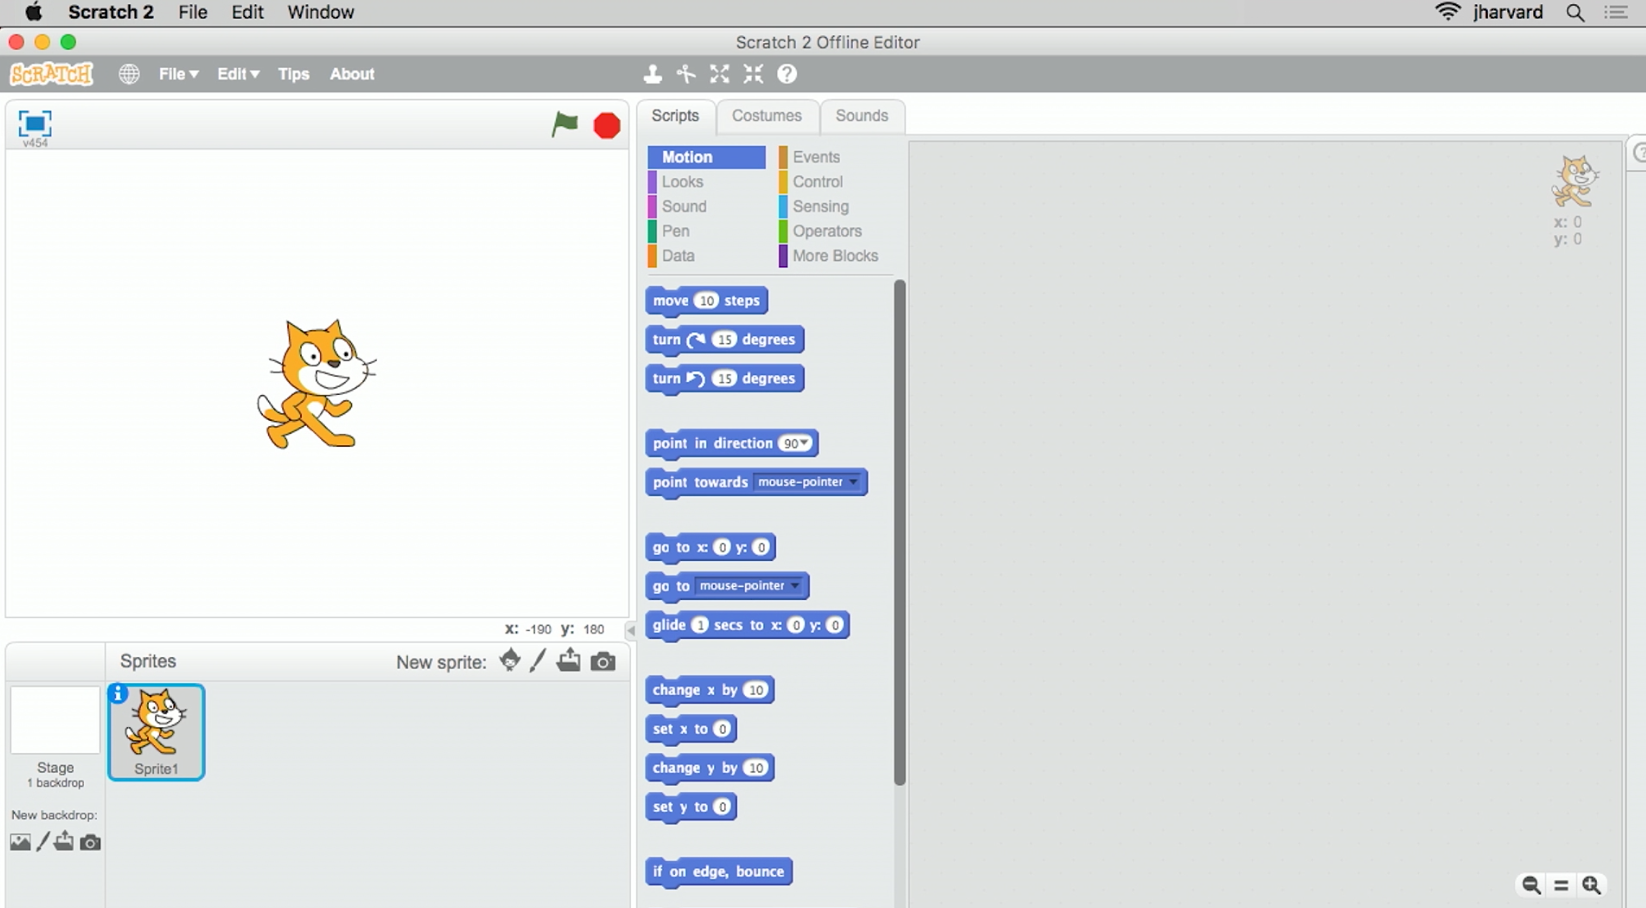 Scratch 2 File Edit Window jharvard
Scratch 2 Offline Editor
SCRATCH File Edit Tips About
v454
Scripts Costumes Sounds
Motion Events
Looks Control
Sound Sensing
Pen Operators
Data More Blocks
x: 0
y: 0
move 10 steps
turn 15 degrees
turn 15 degrees
point in direction 90
point towards mouse-pointer
go to x: 0 y: 0
go to mouse-pointer
glide 1 secs to x: 0 y: 0
change x by 10
set x to 0
change y by 10
set y to 0
if on edge, bounce
x: -190 y: 180
Sprites New sprite:
Stage
1 backdrop
New backdrop:
Sprite1